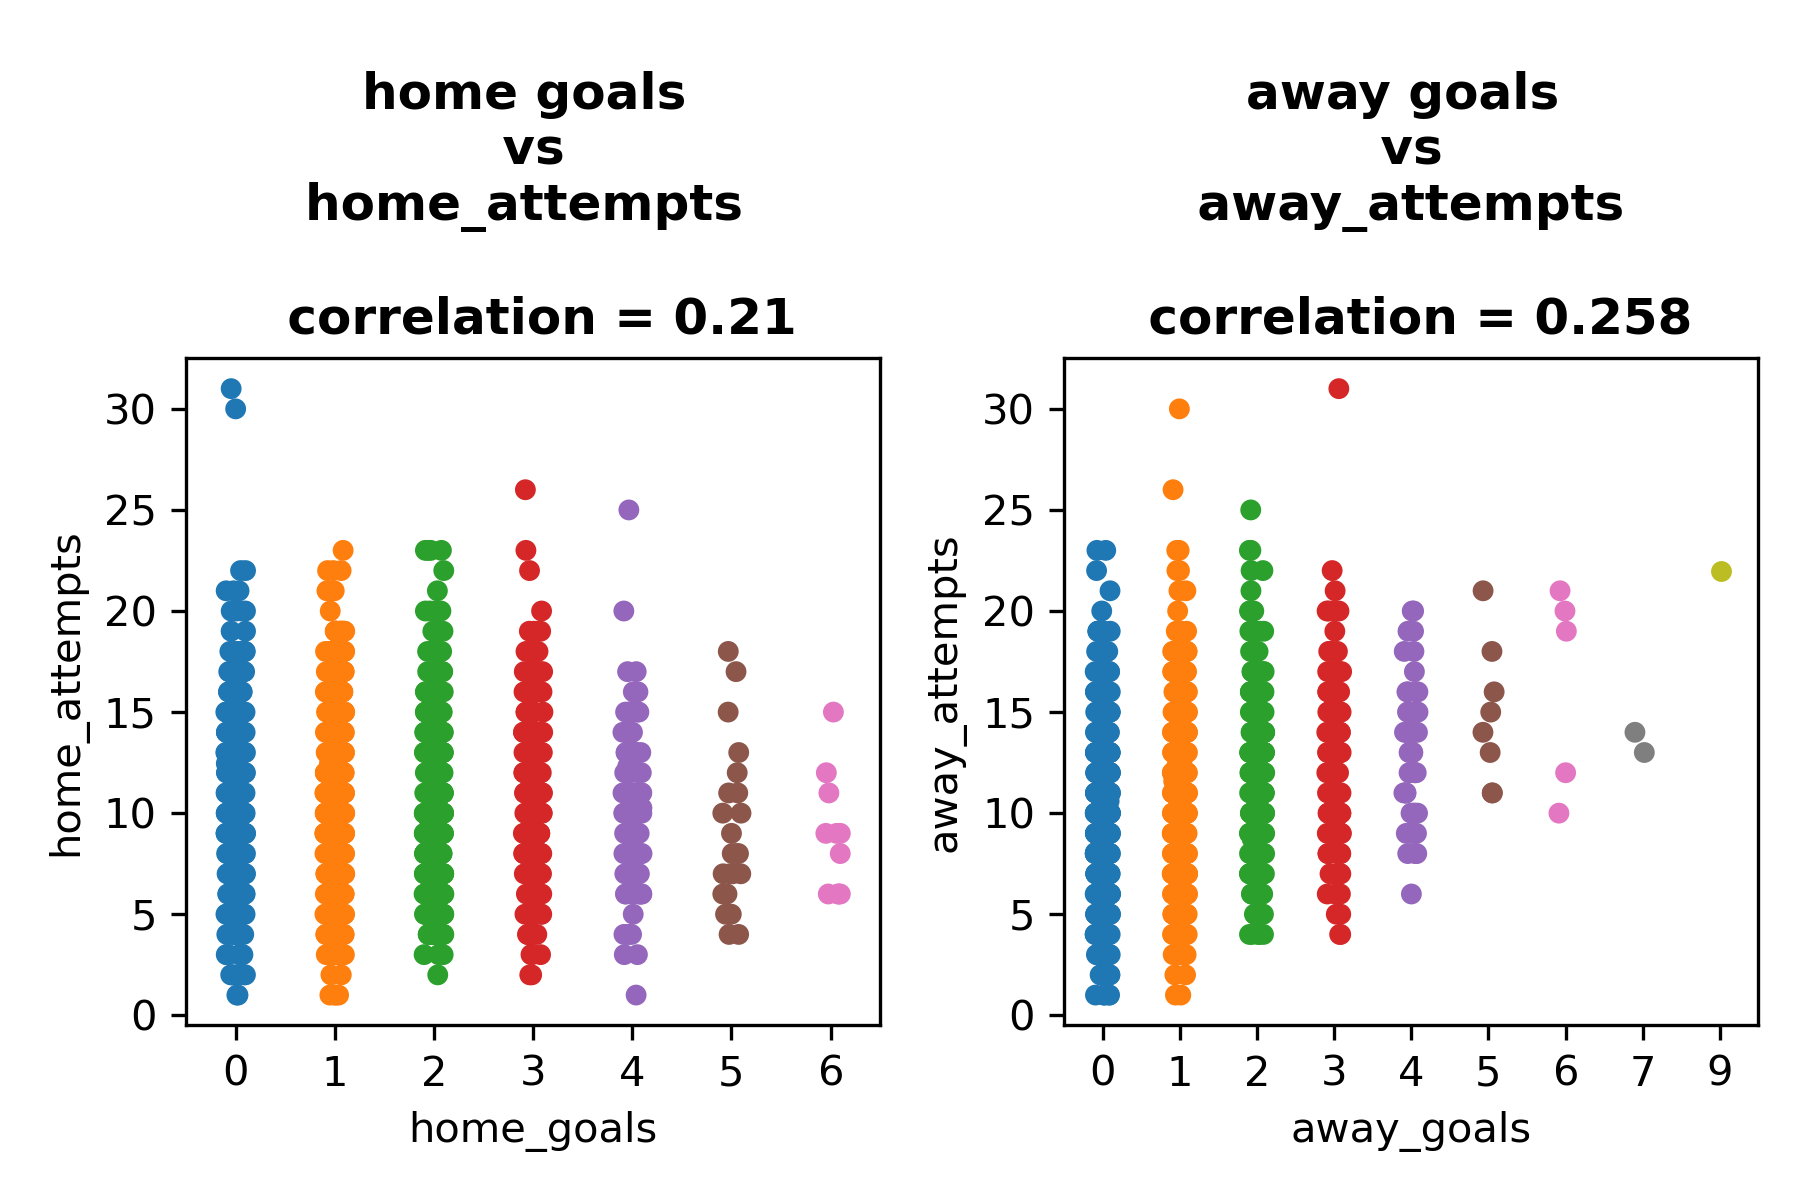 home goals
vs
home_attempts
correlation = 0.21
30
25
20
15
10
5
0
home_attempts
0 1 2 3 4 5 6
home_goals
away goals
vs
away_attempts
correlation = 0.258
30
25
20
15
10
5
0
away_attempts
0 1 2 3 4 5 6 7 9
away_goals